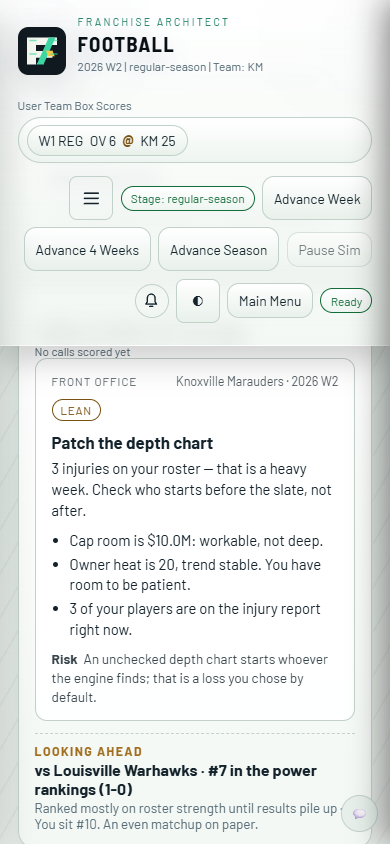 FRANCHISE ARCHITECT
FOOTBALL
2026 W2 | regular-season | Team: KM
User Team Box Scores
W1 REG OV 6 @ KM 25
Stage: regular-season
Advance Week
Advance 4 Weeks
Advance Season
Pause Sim
Main Menu
Ready
No calls scored yet
FRONT OFFICE
Knoxville Marauders · 2026 W2
LEAN
Patch the depth chart
3 injuries on your roster — that is a heavy
week. Check who starts before the slate, not
after.
• Cap room is $10.0M: workable, not deep.
• Owner heat is 20, trend stable. You have
room to be patient.
• 3 of your players are on the injury report
right now.
Risk An unchecked depth chart starts whoever
the engine finds; that is a loss you chose by
default.
LOOKING AHEAD
vs Louisville Warhawks · #7 in the power
rankings (1-0)
Ranked mostly on roster strength until results pile up ·
You sit #10. An even matchup on paper.